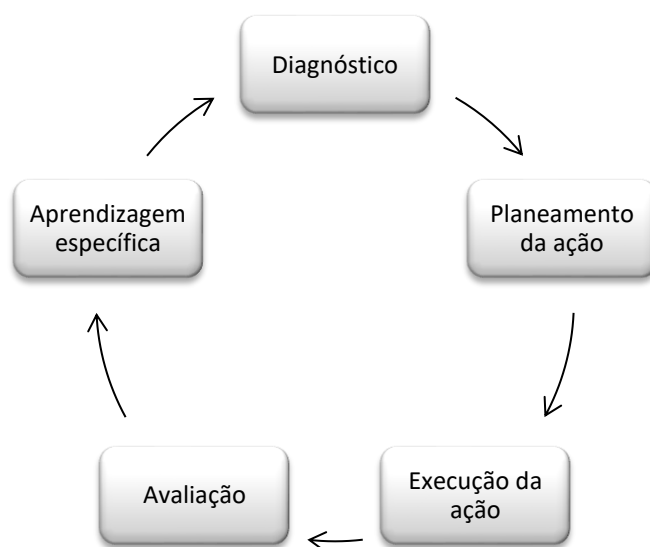 Diagnóstico
Planeamento
da ação
Execução da
ação
Avaliação
Aprendizagem
específica